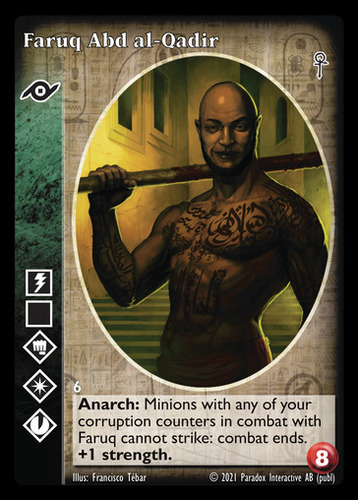 Faruq Abd al-Qadir
6
Anarch: Minions with any of your
corruption counters in combat with
Faruq cannot strike: combat ends.
+1 strength.
8
Illus: Francisco Tébar © 2021 Paradox Interactive AB (publ)